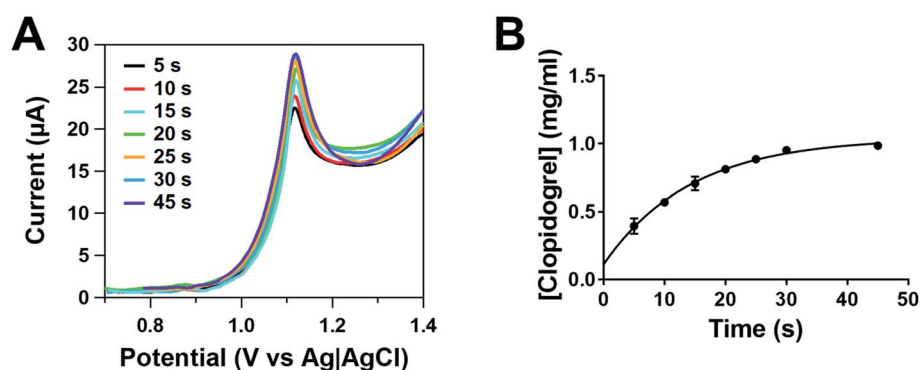 A
30
25
20
15
10
5
0
Current (µA)
5 s
10 s
15 s
20 s
25 s
30 s
45 s
0.8
1.0
1.2
1.4
Potential (V vs Ag|AgCl)
B
1.5
1.0
0.5
0.0
[Clopidogrel] (mg/ml)
0
10
20
30
40
50
Time (s)